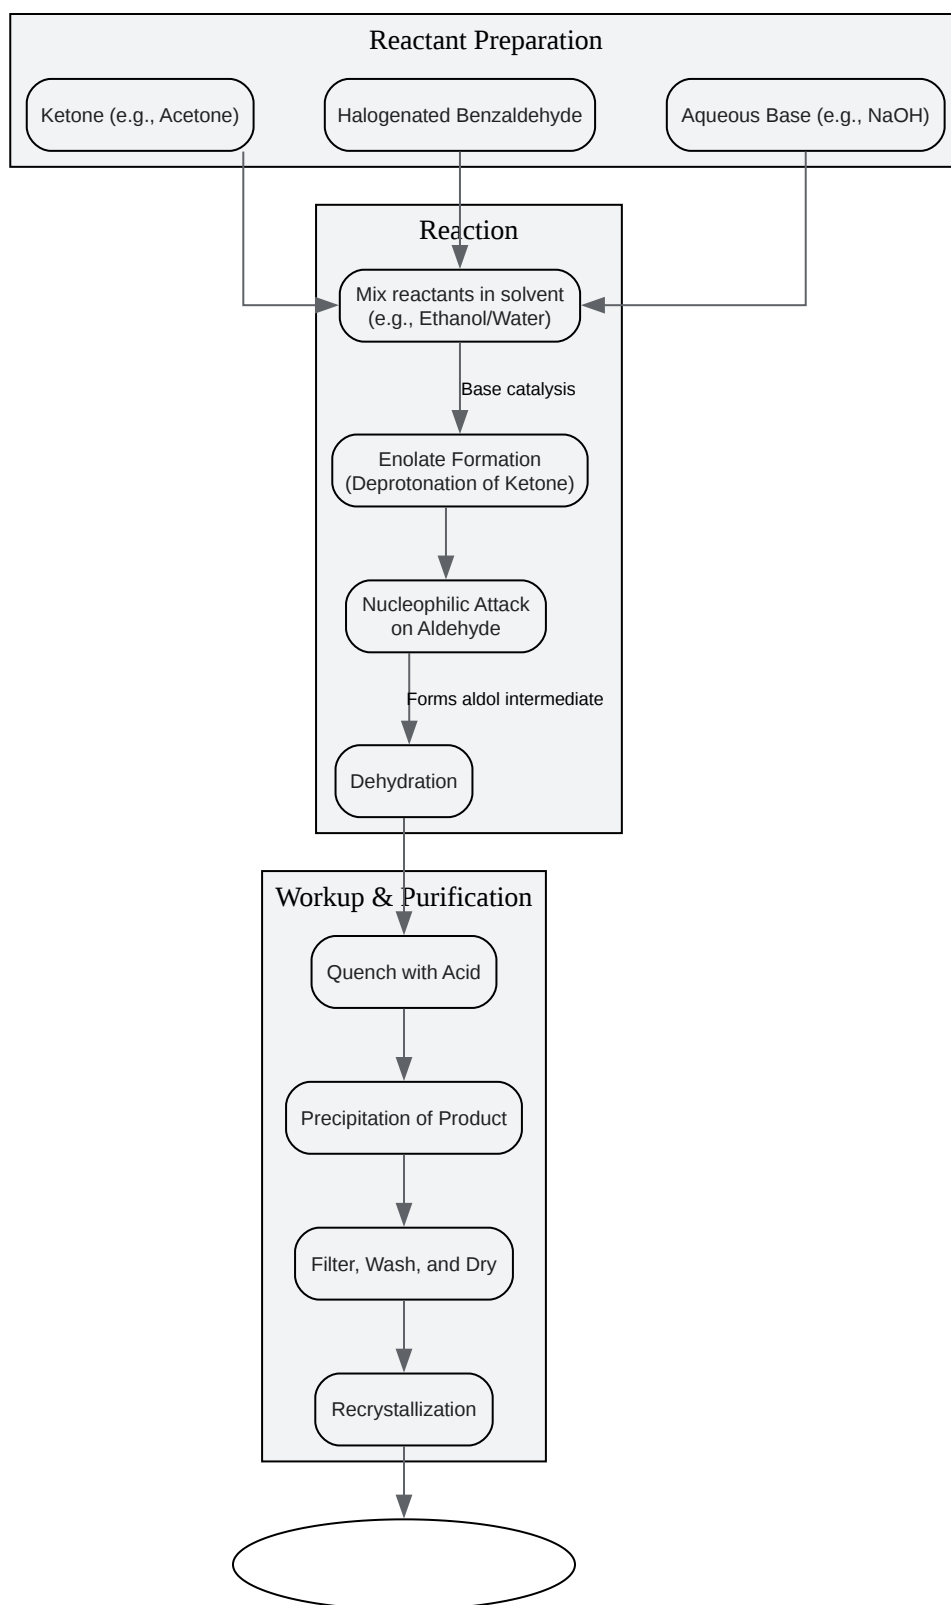 Reactant Preparation
Ketone (e.g., Acetone)
Halogenated Benzaldehyde
Aqueous Base (e.g., NaOH)
Reaction
Mix reactants in solvent
(e.g., Ethanol/Water)
Base catalysis
Enolate Formation
(Deprotonation of Ketone)
Nucleophilic Attack
on Aldehyde
Forms aldol intermediate
Dehydration
Workup & Purification
Quench with Acid
Precipitation of Product
Filter, Wash, and Dry
Recrystallization